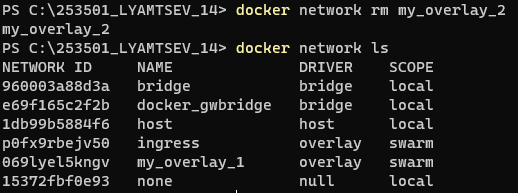 PS C:\253501_LYAMTSEV_14> docker network rm my_overlay_2
my_overlay_2
PS C:\253501_LYAMTSEV_14> docker network ls
NETWORK ID     NAME              DRIVER    SCOPE
960003a88d3a   bridge            bridge    local
e69f165c2f2b   docker_gwbridge   bridge    local
1db99b5884f6   host              host      local
p0fx9rbejv50   ingress           overlay   swarm
069lyel5kngv   my_overlay_1      overlay   swarm
15372fbf0e93   none              null      local